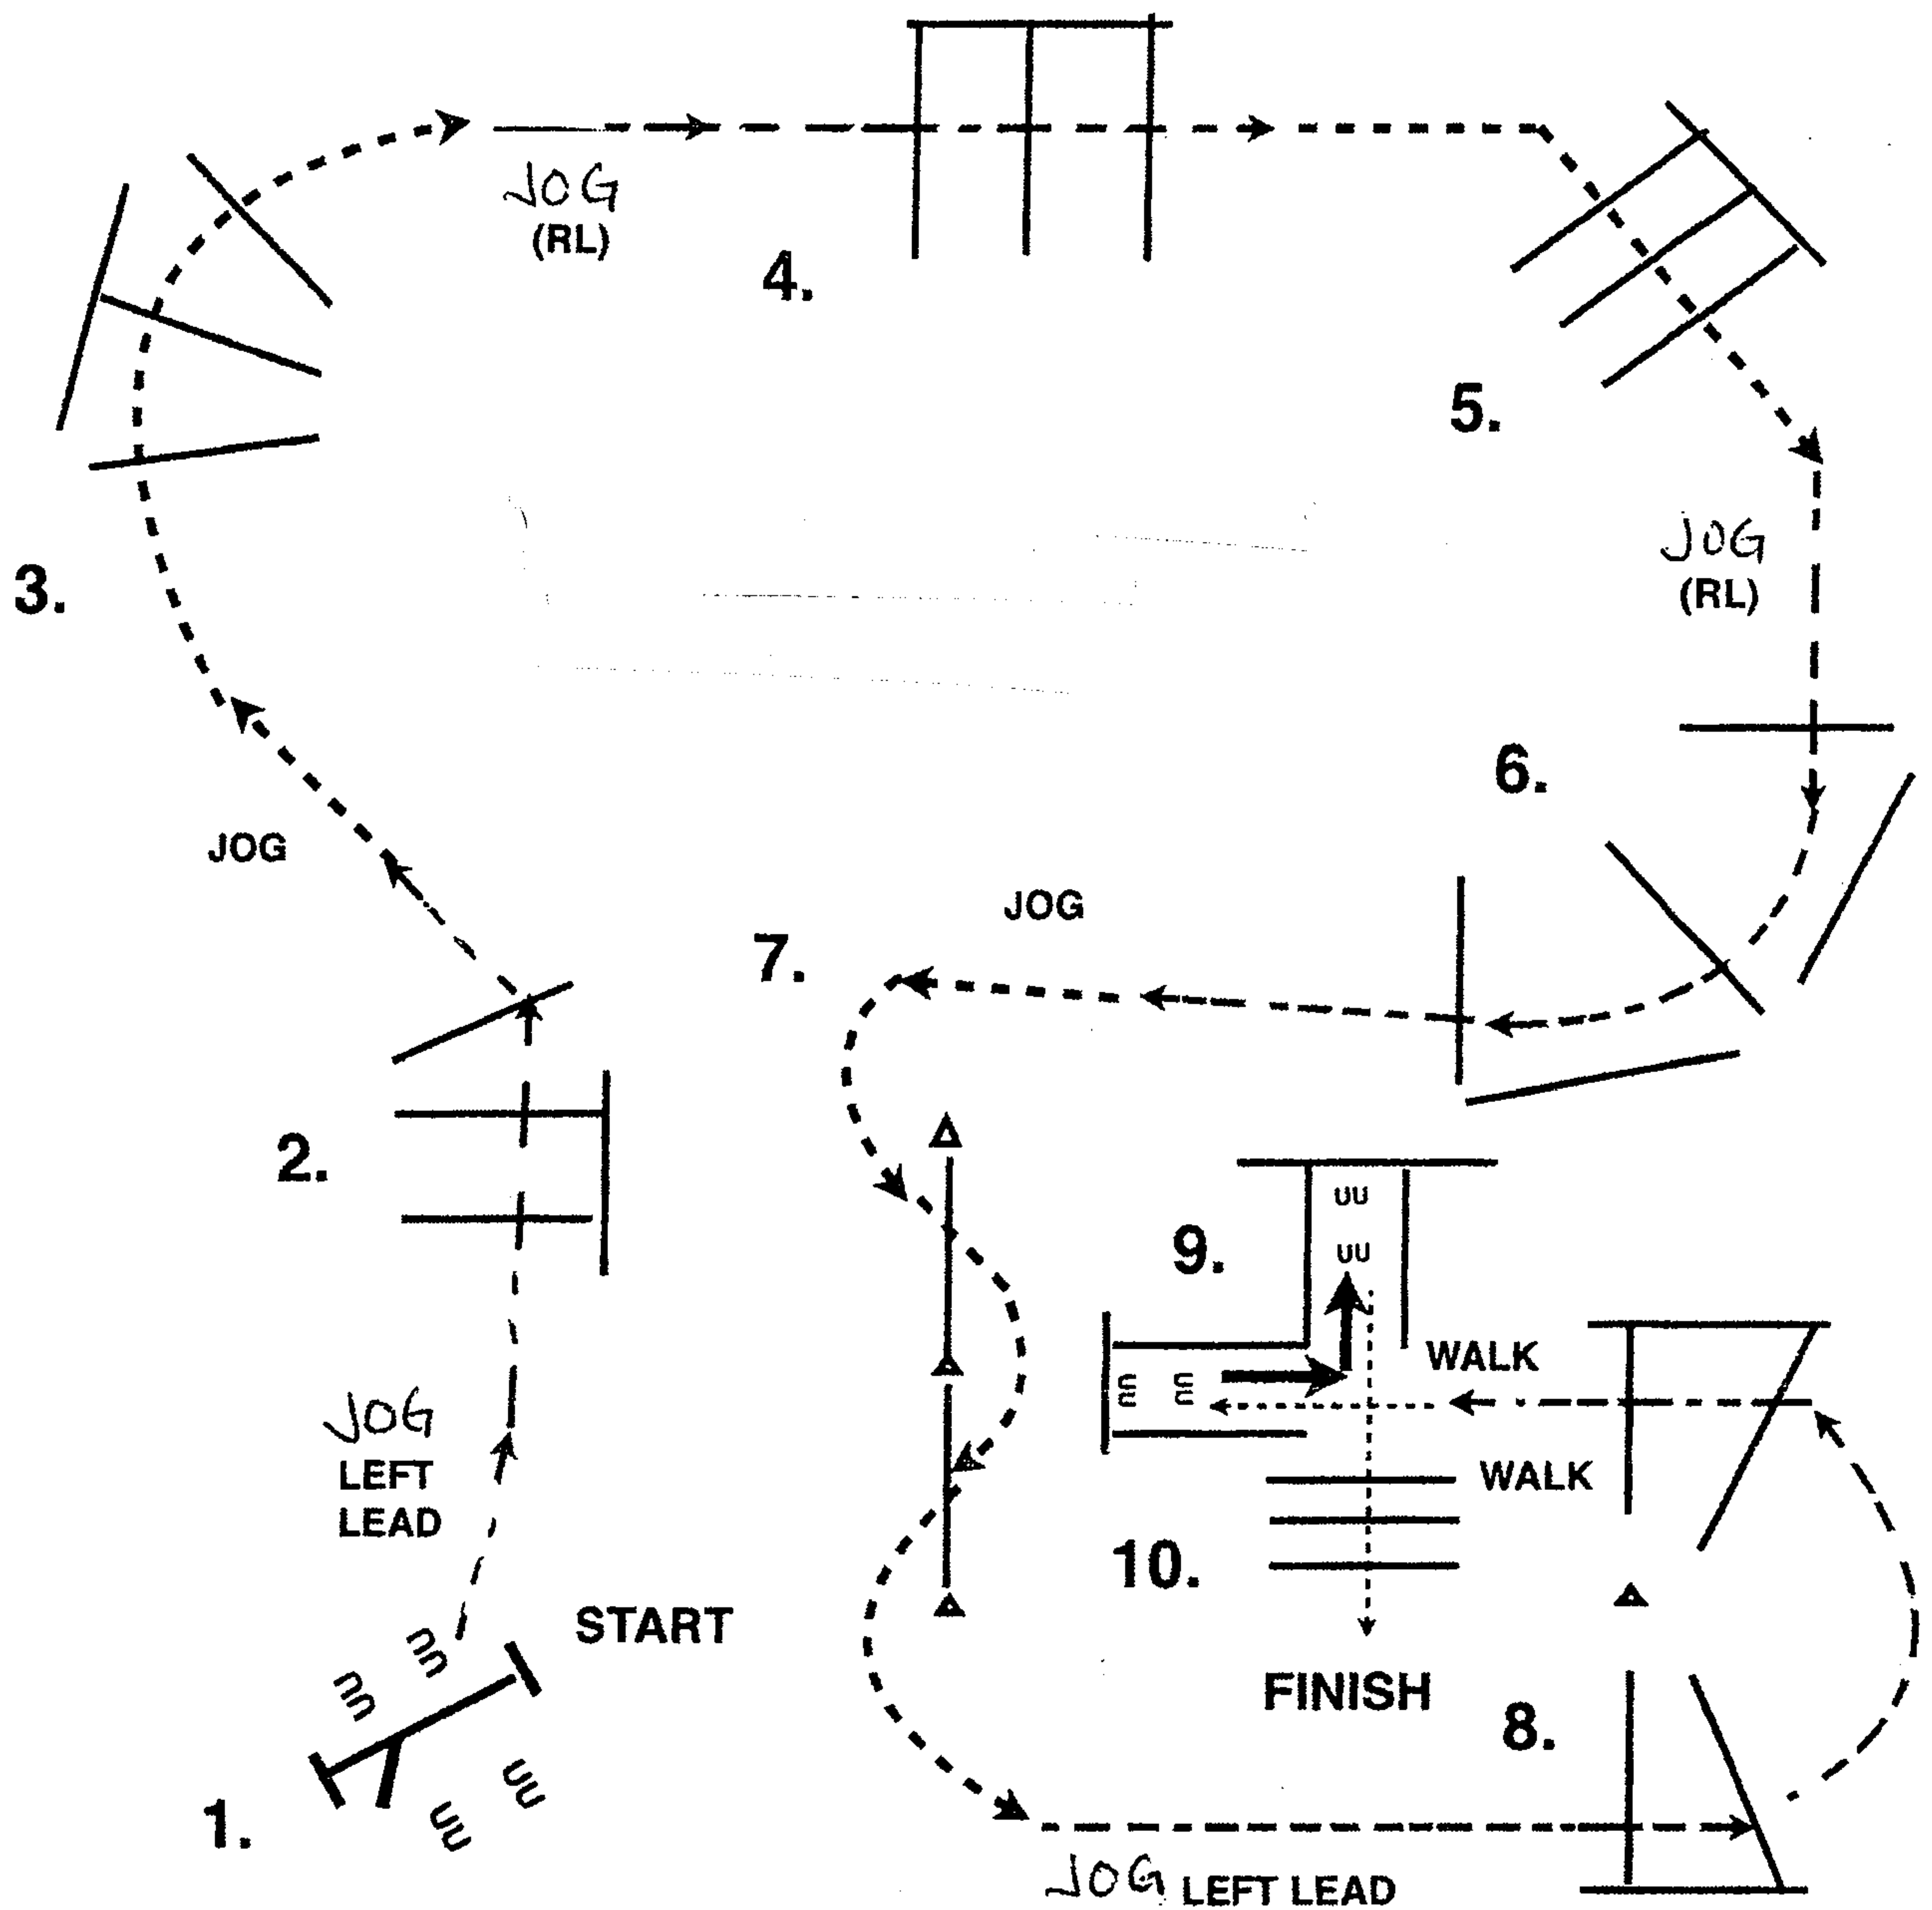 JOG
(RL)
4.
5.
3.
JOG
(RL)
6.
JOG
JOG
7.
2.
9.
WALK
JOG
LEFT
LEAD
WALK
10.
START
FINISH
8.
1.
JOG LEFT LEAD